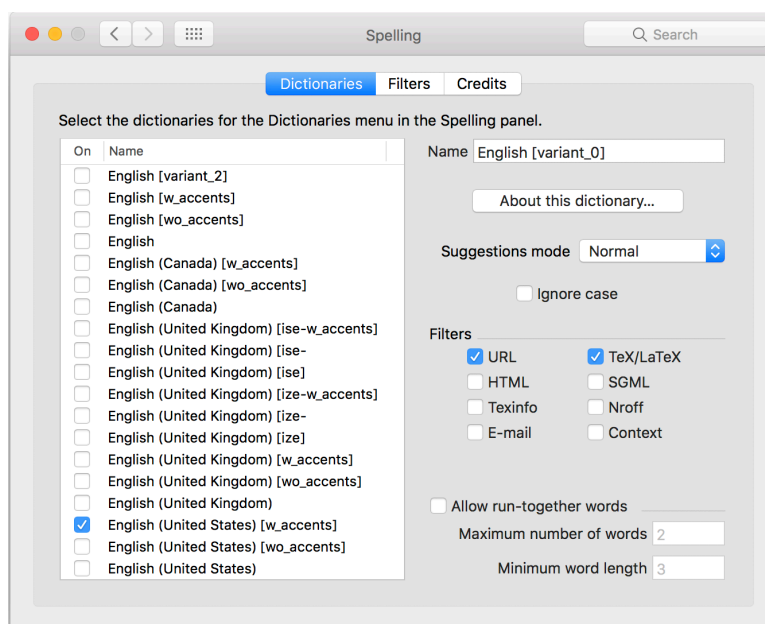 Spelling
Search
Dictionaries
Filters
Credits
Select the dictionaries for the Dictionaries menu in the Spelling panel.
On Name
English [variant_2]
English [w_accents]
English [wo_accents]
English
English (Canada) [w_accents]
English (Canada) [wo_accents]
English (Canada)
English (United Kingdom) [ise-w_accents]
English (United Kingdom) [ise-
English (United Kingdom) [ise]
English (United Kingdom) [ize-w_accents]
English (United Kingdom) [ize-
English (United Kingdom) [ize]
English (United Kingdom) [w_accents]
English (United Kingdom) [wo_accents]
English (United Kingdom)
English (United States) [w_accents]
English (United States) [wo_accents]
English (United States)
Name English [variant_0]
About this dictionary...
Suggestions mode Normal
Ignore case
Filters
URL TeX/LaTeX
HTML SGML
Texinfo Nroff
E-mail Context
Allow run-together words
Maximum number of words 2
Minimum word length 3